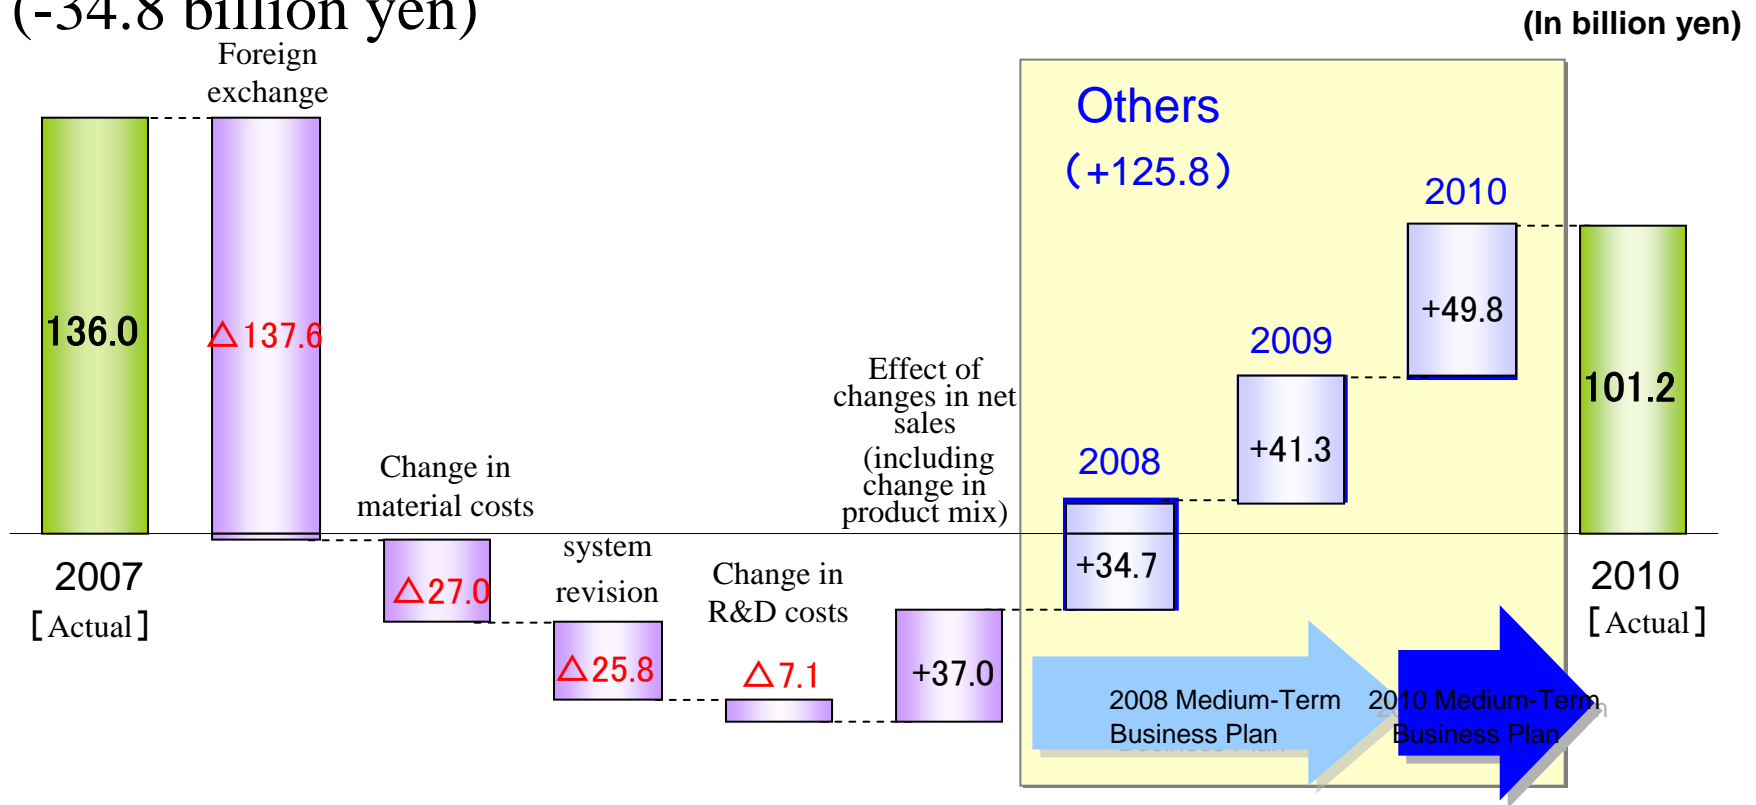 (-34.8 billion yen)
(In billion yen)
Foreign
exchange
136.0
△137.6
2007
[Actual]
Change in
material costs
△27.0
system
revision
△25.8
Change in
R&D costs
△7.1
Effect of
changes in net
sales
(including
change in
product mix)
+37.0
Others
(+125.8)
2008
+34.7
2009
+41.3
2010
+49.8
2008 Medium-Term
Business Plan
2010 Medium-Term
Business Plan
101.2
2010
[Actual]